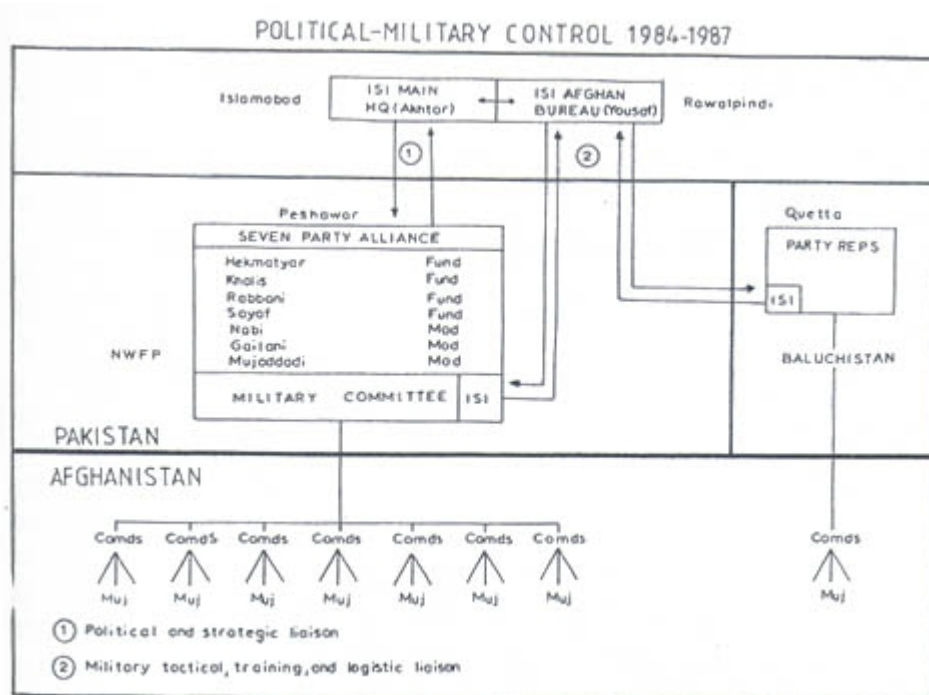 POLITICAL-MILITARY CONTROL 1984-1987
Islamabad
ISI MAIN
HQ (Akhtar)
ISI AFGHAN
BUREAU (Yousaf)
Rawalpindi
1
2
Peshawar
SEVEN PARTY ALLIANCE
Hekmatyar Fund
Khalis Fund
Rabbani Fund
Sayaf Fund
Nabi Mod
Gailani Mod
Mujaddadi Mod
MILITARY COMMITTEE ISI
NWFP
Quetta
PARTY REPS
ISI
BALUCHISTAN
PAKISTAN
AFGHANISTAN
Comds Comds Comds Comds Comds Comds Comds Comds
Muj Muj Muj Muj Muj Muj Muj Muj
1 Political and strategic liaison
2 Military tactical, training, and logistic liaison